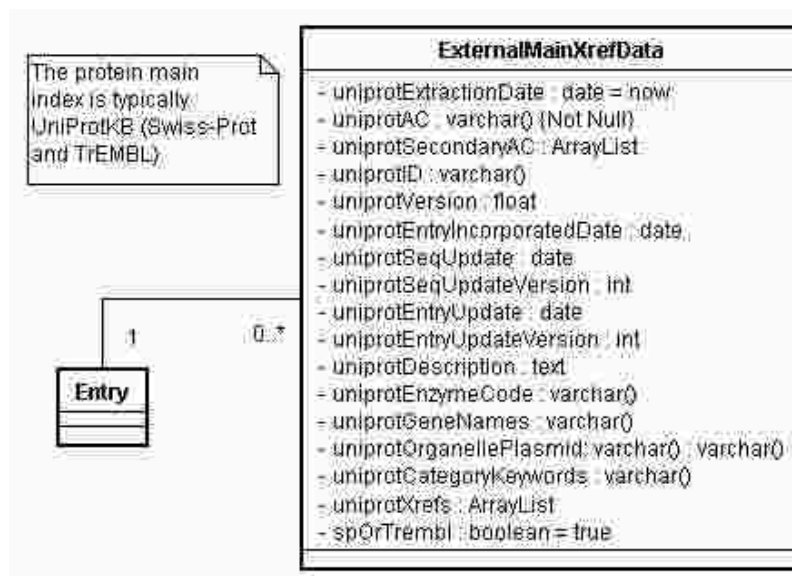 The protein main
index is typically
UniProtKB (Swiss-Prot
and TrEMBL)
ExternalMainXrefData
- uniprotExtractionDate : date = now
- uniprotAC : varchar() {Not Null}
- uniprotSecondaryAC : ArrayList
- uniprotID : varchar()
- uniprotVersion : float
- uniprotEntryIncorporatedDate : date
- uniprotSeqUpdate : date
- uniprotSeqUpdateVersion : int
- uniprotEntryUpdate : date
- uniprotEntryUpdateVersion : int
- uniprotDescription : text
- uniprotEnzymeCode : varchar()
- uniprotGeneNames : varchar()
- uniprotOrganellePlasmid: varchar() : varchar()
- uniprotCategoryKeywords : varchar()
- uniprotXrefs : ArrayList
- spOrTrembl : boolean = true
1
0..*
Entry